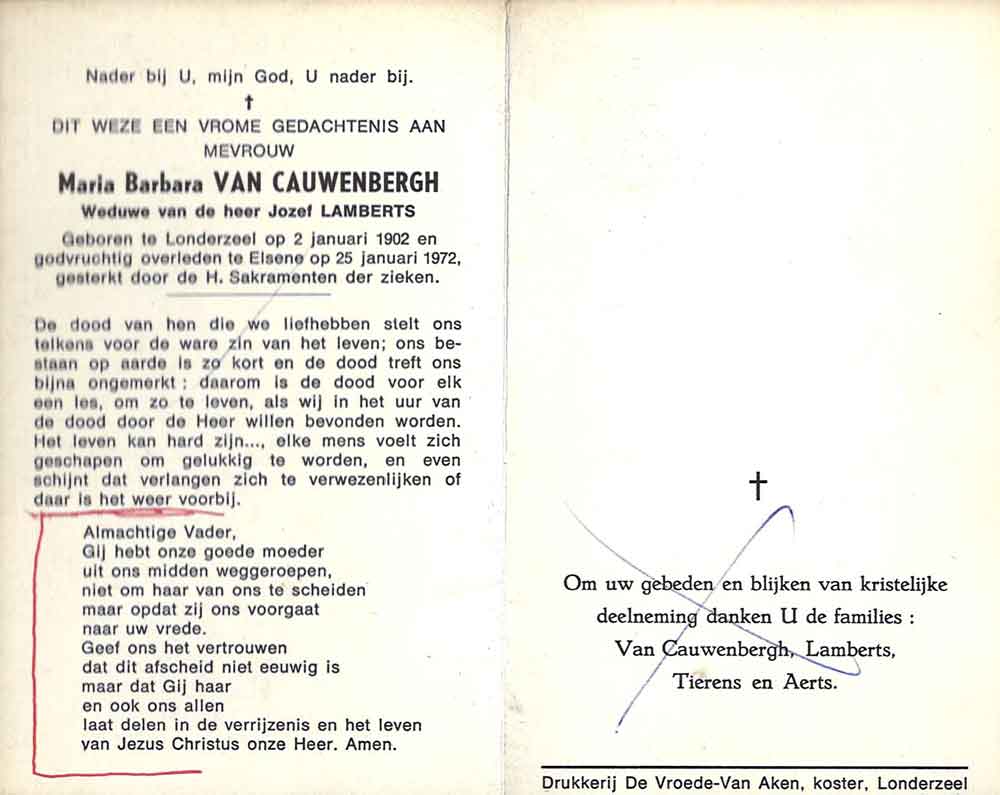 Nader bij U, mijn God, U nader bij.
†
DIT WEZE EEN VROME GEDACHTENIS AAN
MEVROUW
Maria Barbara VAN CAUWENBERGH
Weduwe van de heer Jozef LAMBERTS
Geboren te Londerzeel op 2 januari 1902 en
godvruchtig overleden te Elsene op 25 januari 1972,
gesterkt door de H. Sakramenten der zieken.
De dood van hen die we liefhebben stelt ons
telkens voor de ware zin van het leven; ons be-
staan op aarde is zo kort en de dood treft ons
bijna ongemerkt : daarom is de dood voor elk
een les, om zo te leven, als wij in het uur van
de dood door de Heer willen bevonden worden.
Het leven kan hard zijn..., elke mens voelt zich
geschapen om gelukkig te worden, en even
schijnt dat verlangen zich te verwezenlijken of
daar is het weer voorbij.
Almachtige Vader,
Gij hebt onze goede moeder
uit ons midden weggeroepen,
niet om haar van ons te scheiden
maar opdat zij ons voorgaat
naar uw vrede.
Geef ons het vertrouwen
dat dit afscheid niet eeuwig is
maar dat Gij haar
en ook ons allen
laat delen in de verrijzenis en het leven
van Jezus Christus onze Heer. Amen.
†
Om uw gebeden en blijken van kristelijke
deelneming danken U de families :
Van Cauwenbergh, Lamberts,
Tierens en Aerts.
Drukkerij De Vroede-Van Aken, koster, Londerzeel